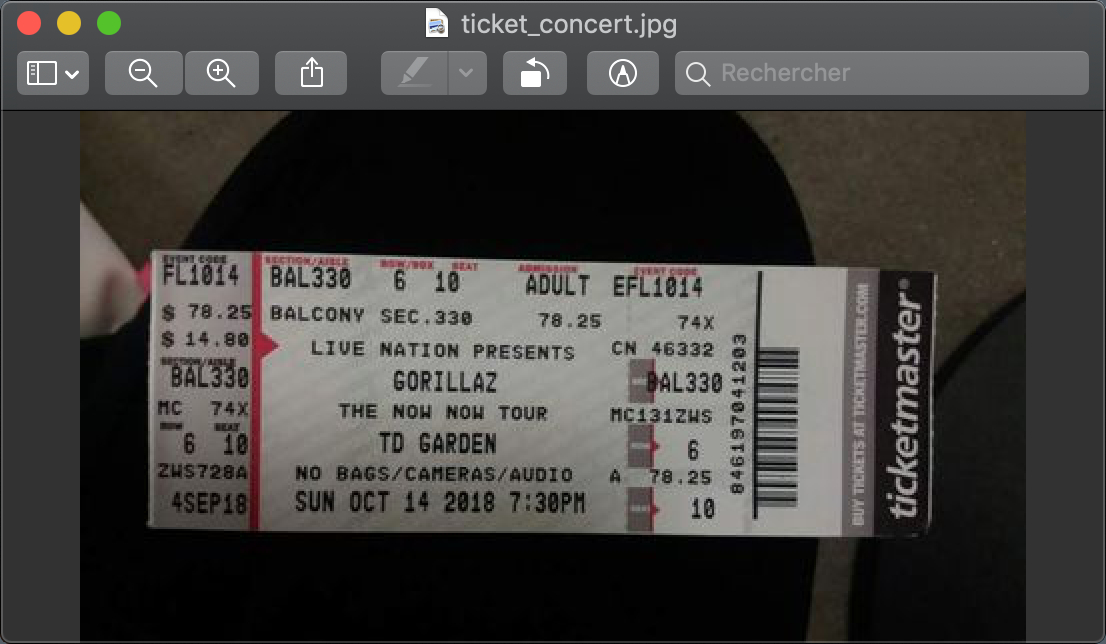 ticket_concert.jpg
Rechercher
EVENT CODE
FL1014
$ 78.25
$ 14.80
SECTION/AISLE
BAL330
MC 74X
ROW SEAT
6 10
ZWS728A
4SEP18
SECTION/AISLE ROW/BOX SEAT ADMISSION EVENT CODE
BAL330 6 10 ADULT EFL1014
BALCONY SEC.330 78.25 74X
LIVE NATION PRESENTS CN 46332
GORILLAZ BAL330
THE NOW NOW TOUR MC131ZWS
TD GARDEN 6
NO BAGS/CAMERAS/AUDIO A 78.25
SUN OCT 14 2018 7:30PM 10
846197041203
BUY TICKETS AT TICKETMASTER.COM
ticketmaster®